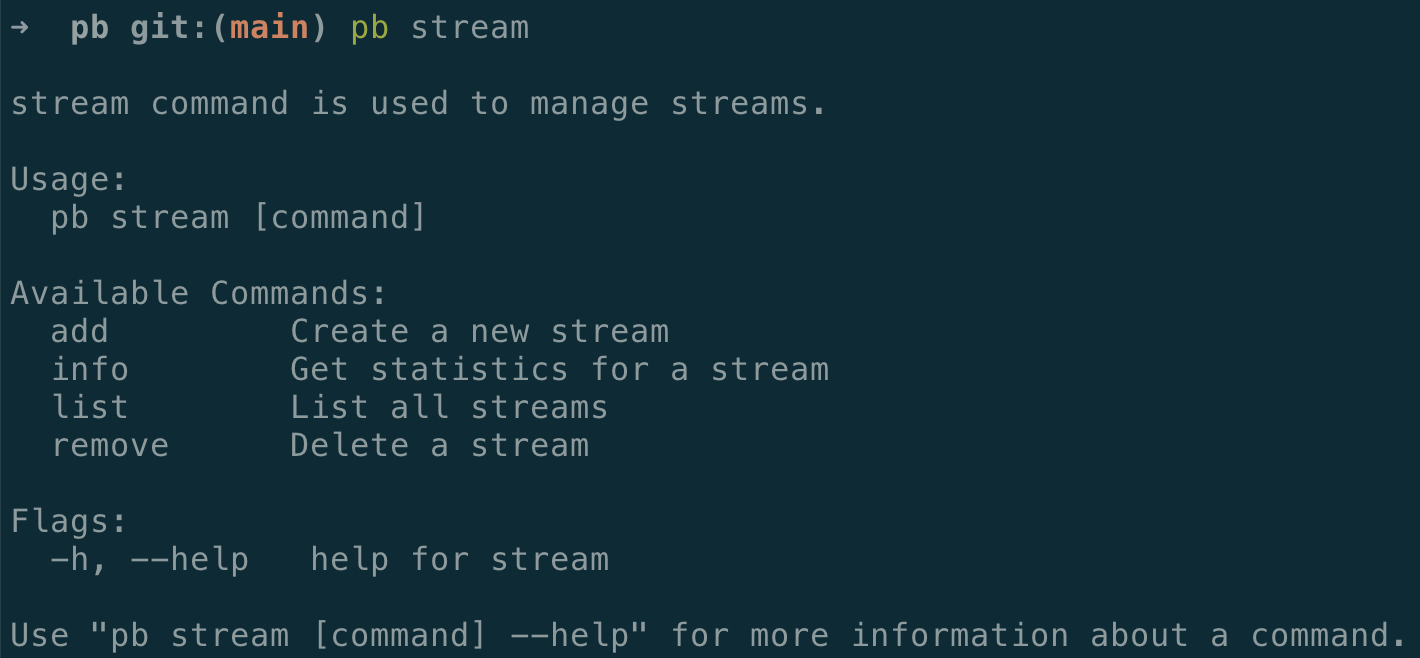 →  pb git:(main) pb stream

stream command is used to manage streams.

Usage:
  pb stream [command]

Available Commands:
  add         Create a new stream
  info        Get statistics for a stream
  list        List all streams
  remove      Delete a stream

Flags:
  -h, --help   help for stream

Use "pb stream [command] --help" for more information about a command.